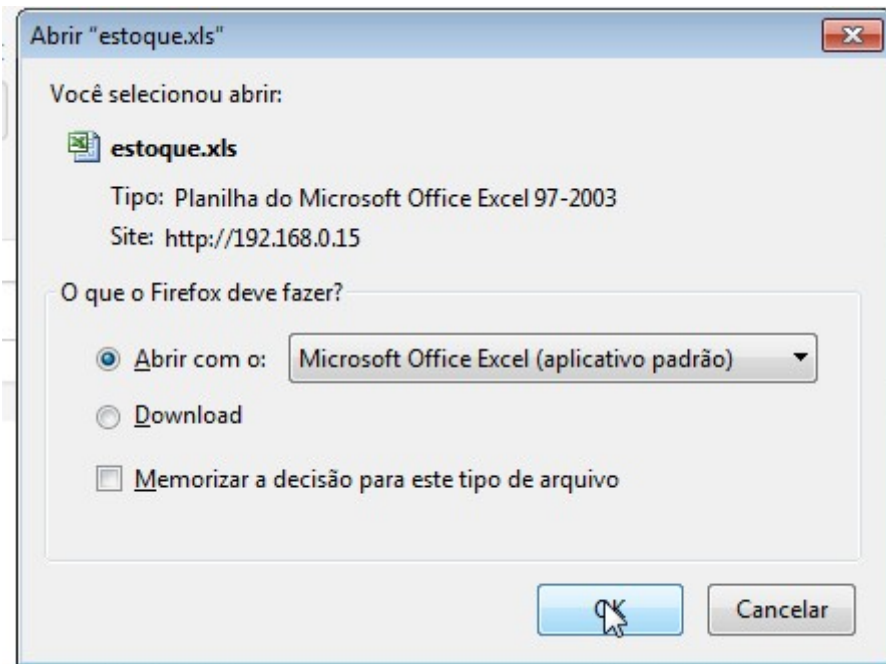 Abrir "estoque.xls"
Você selecionou abrir:
estoque.xls
Tipo: Planilha do Microsoft Office Excel 97-2003
Site: http://192.168.0.15
O que o Firefox deve fazer?
Abrir com o: Microsoft Office Excel (aplicativo padrão)
Download
Memorizar a decisão para este tipo de arquivo
OK Cancelar